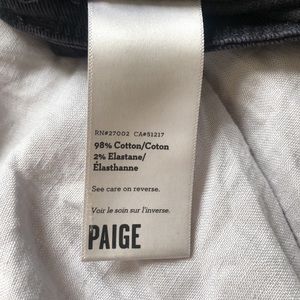 RN#27002 CA#51217
98% Cotton/Coton
2% Elastane/
Élasthanne
See care on reverse.
Voir le soin sur l'inverse.
PAIGE